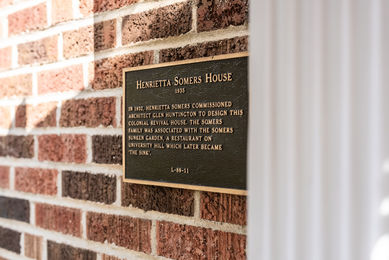 HENRIETTA SOMERS HOUSE
1935
IN 1932, HENRIETTA SOMERS COMMISSIONED
ARCHITECT GLEN HUNTINGTON TO DESIGN THIS
COLONIAL REVIVAL HOUSE. THE SOMERS
FAMILY WAS ASSOCIATED WITH THE SOMERS
SUNKEN GARDEN, A RESTAURANT ON
UNIVERSITY HILL WHICH LATER BECAME
'THE SINK'.
L-88-11